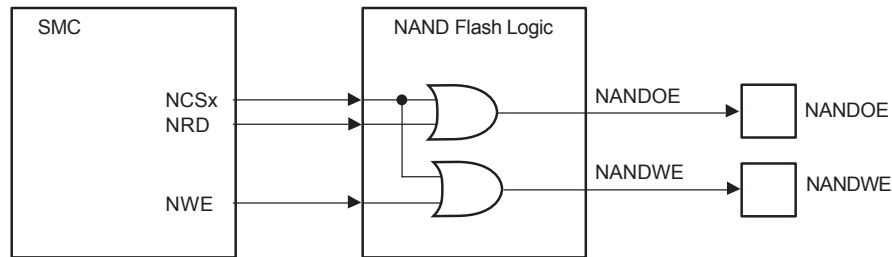 SMC
NAND Flash Logic
NCSx
NRD
NWE
NANDOE
NANDOE
NANDWE
NANDWE